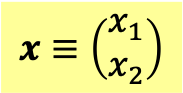 x ≡ (x₁
x₂)